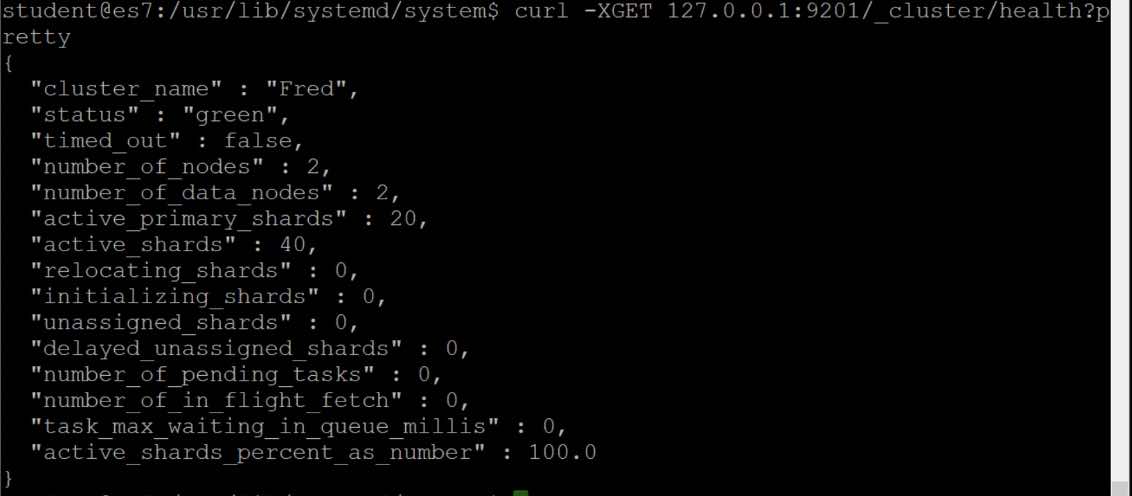 student@es7:/usr/lib/systemd/system$ curl -XGET 127.0.0.1:9201/_cluster/health?p
retty
{
  "cluster_name" : "Fred",
  "status" : "green",
  "timed_out" : false,
  "number_of_nodes" : 2,
  "number_of_data_nodes" : 2,
  "active_primary_shards" : 20,
  "active_shards" : 40,
  "relocating_shards" : 0,
  "initializing_shards" : 0,
  "unassigned_shards" : 0,
  "delayed_unassigned_shards" : 0,
  "number_of_pending_tasks" : 0,
  "number_of_in_flight_fetch" : 0,
  "task_max_waiting_in_queue_millis" : 0,
  "active_shards_percent_as_number" : 100.0
}